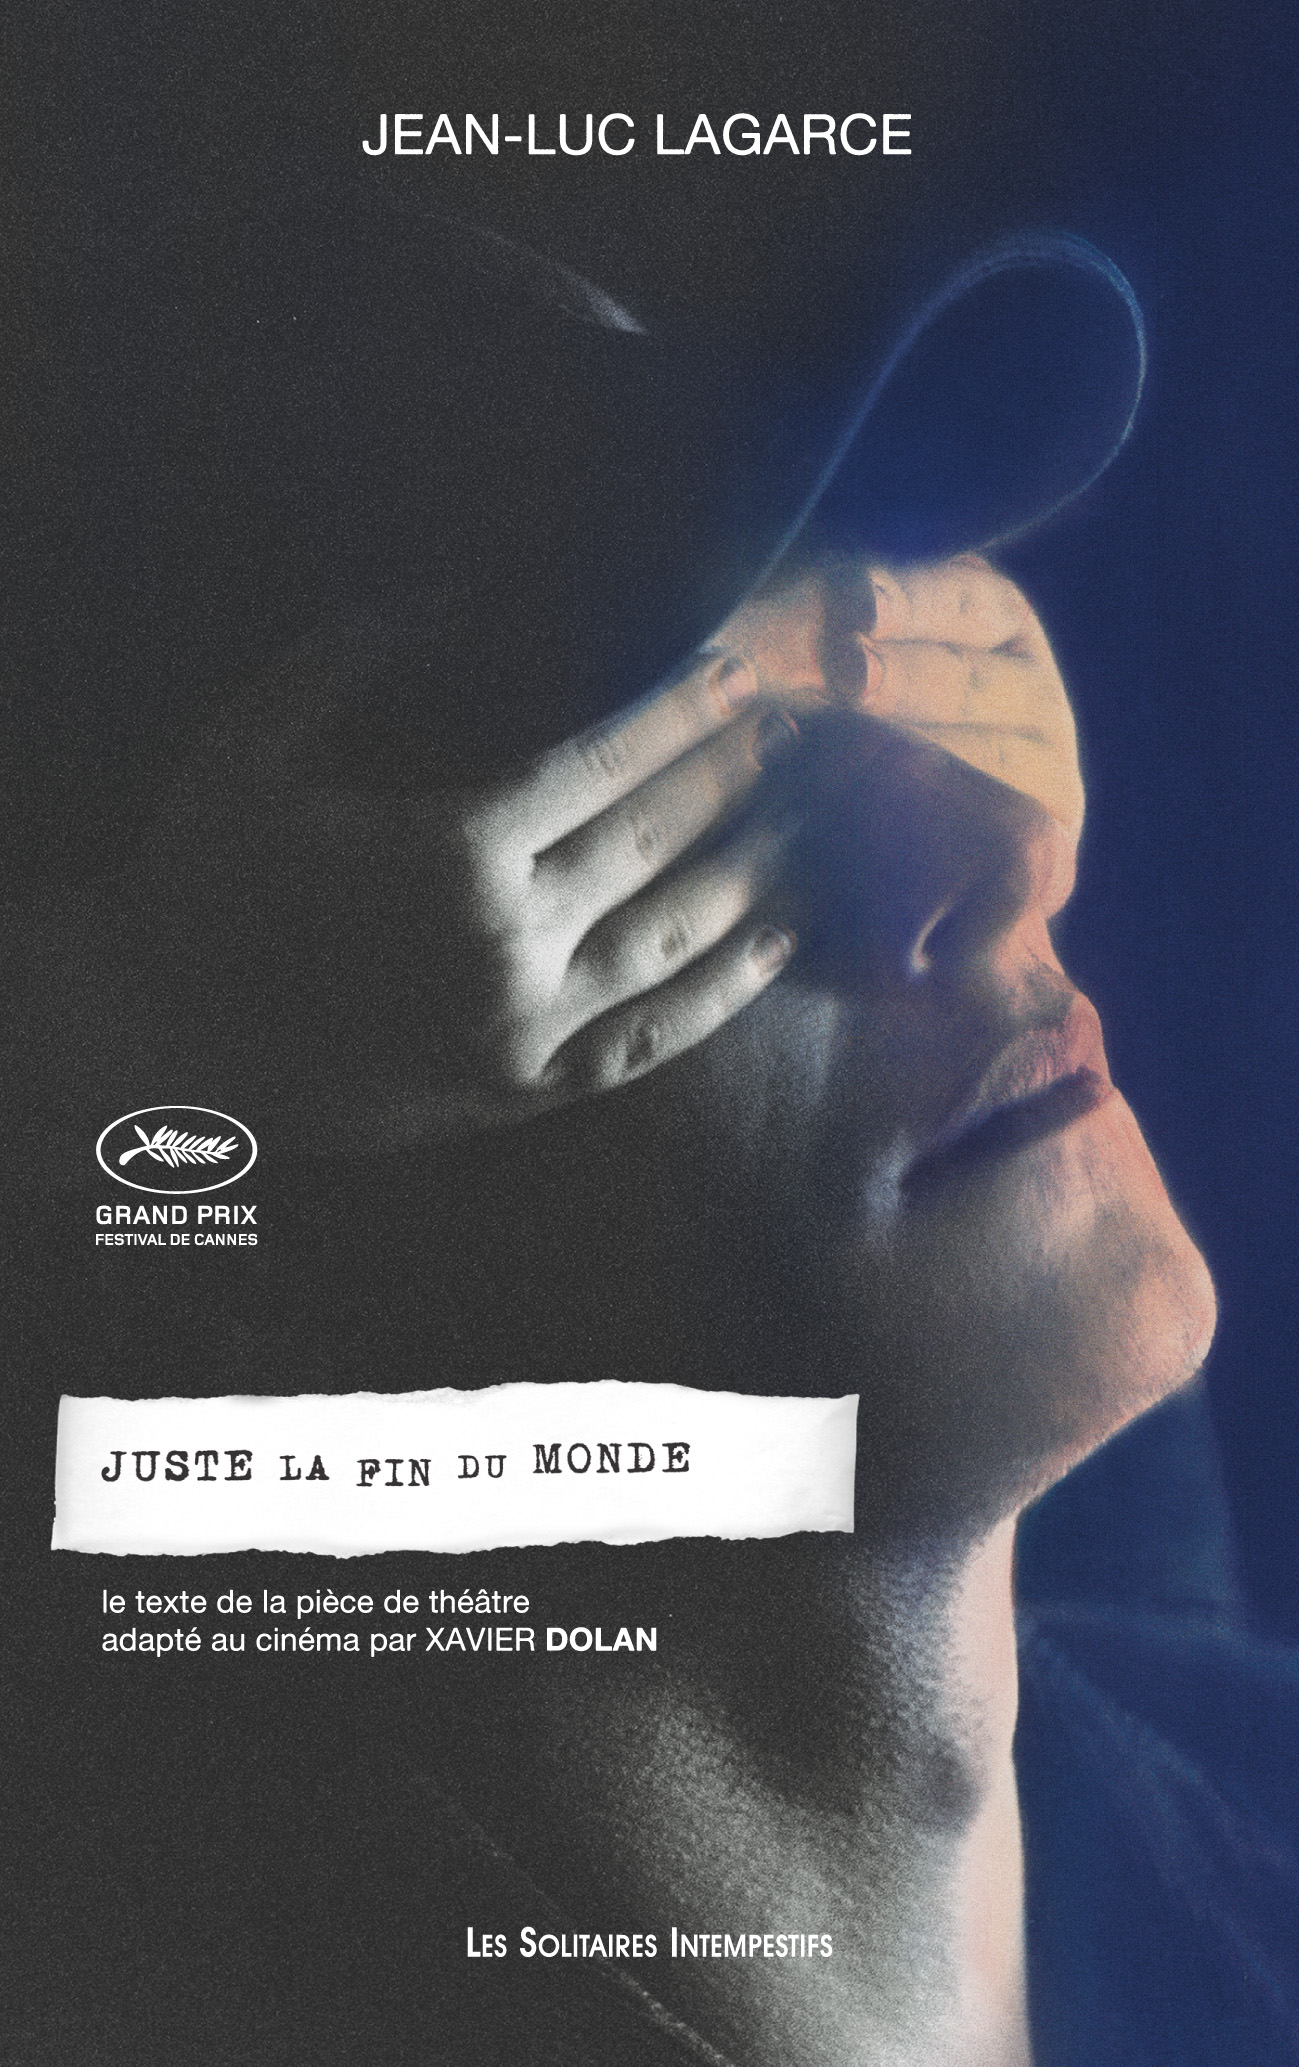 JEAN-LUC LAGARCE
GRAND PRIX
FESTIVAL DE CANNES
JUSTE LA FIN DU MONDE
le texte de la pièce de théâtre
adapté au cinéma par XAVIER DOLAN
LES SOLITAIRES INTEMPESTIFS